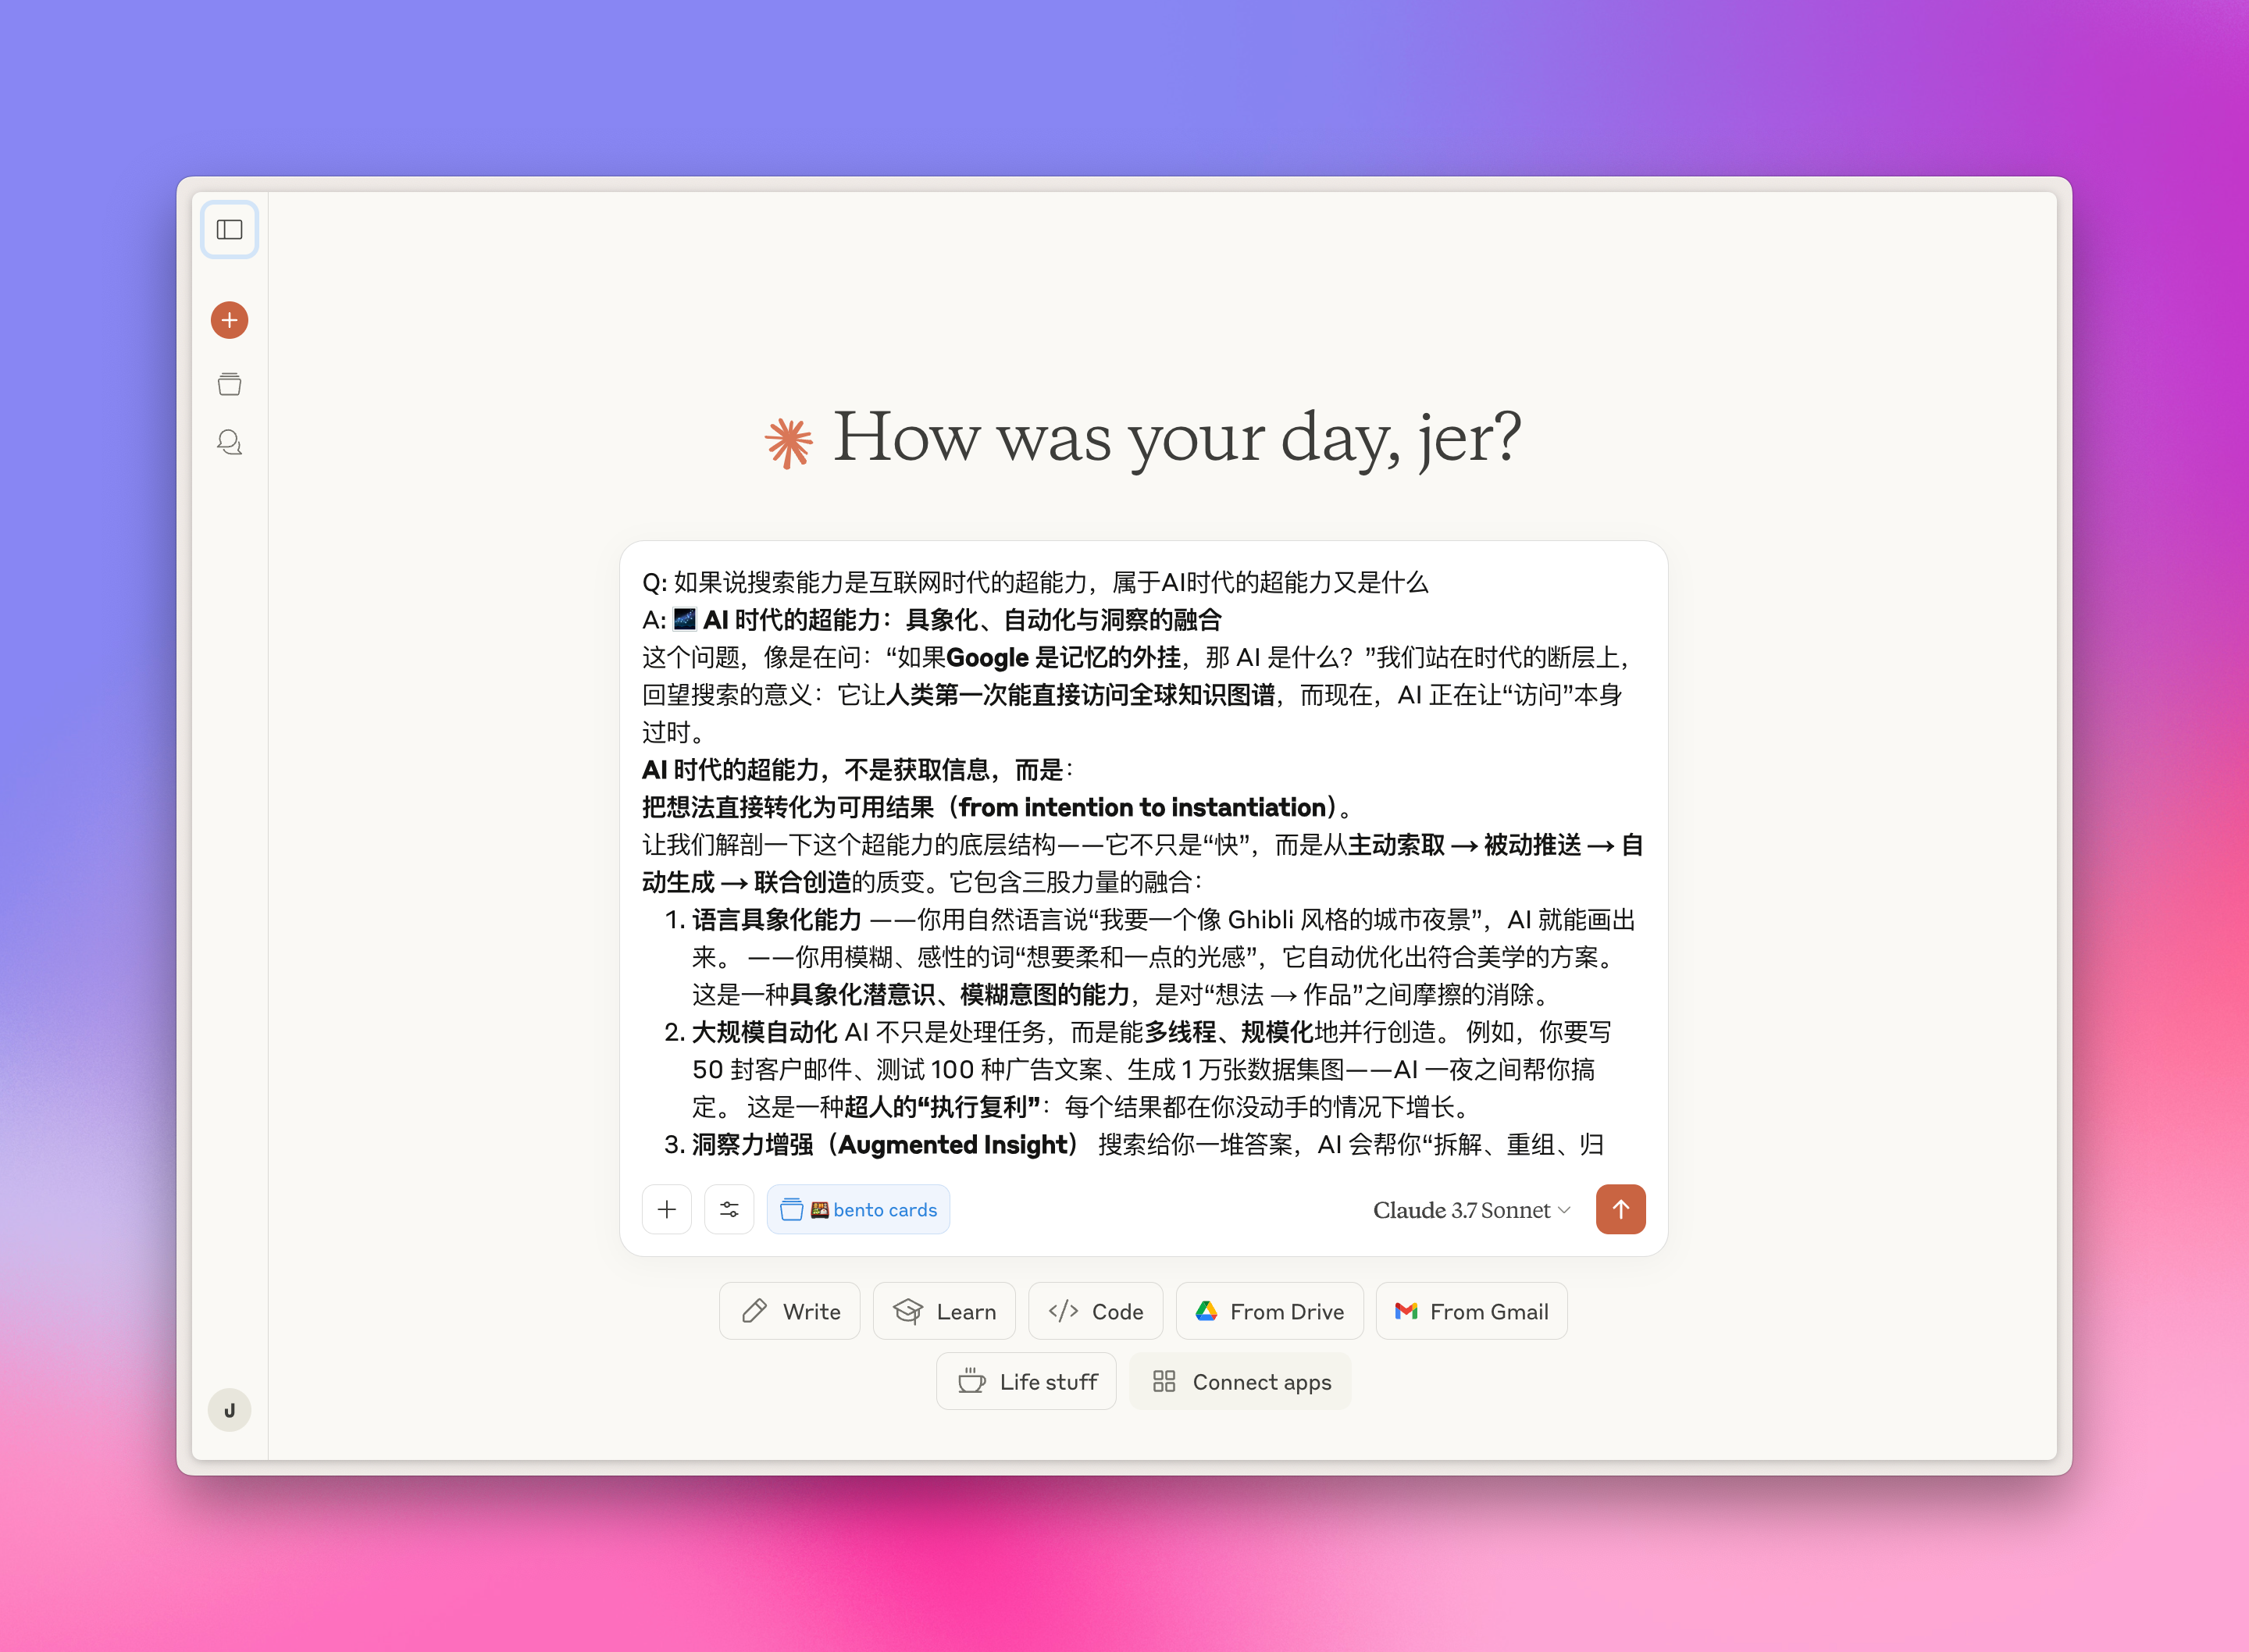 How was your day, jer?
Q: 如果说搜索能力是互联网时代的超能力，属于AI时代的超能力又是什么
A: 🌌 AI 时代的超能力：具象化、自动化与洞察的融合
这个问题，像是在问：“如果Google 是记忆的外挂，那 AI 是什么？”我们站在时代的断层上，
回望搜索的意义：它让人类第一次能直接访问全球知识图谱，而现在，AI 正在让“访问”本身
过时。
AI 时代的超能力，不是获取信息，而是：
把想法直接转化为可用结果（from intention to instantiation）。
让我们解剖一下这个超能力的底层结构——它不只是“快”，而是从主动索取 → 被动推送 → 自
动生成 → 联合创造的质变。它包含三股力量的融合：
1. 语言具象化能力 ——你用自然语言说“我要一个像 Ghibli 风格的城市夜景”，AI 就能画出
来。 ——你用模糊、感性的词“想要柔和一点的光感”，它自动优化出符合美学的方案。
这是一种具象化潜意识、模糊意图的能力，是对“想法 → 作品”之间摩擦的消除。
2. 大规模自动化 AI 不只是处理任务，而是能多线程、规模化地并行创造。 例如，你要写
50 封客户邮件、测试 100 种广告文案、生成 1 万张数据集图——AI 一夜之间帮你搞
定。 这是一种超人的“执行复利”：每个结果都在你没动手的情况下增长。
3. 洞察力增强（Augmented Insight） 搜索给你一堆答案，AI 会帮你“拆解、重组、归
🍱 bento cards
Claude 3.7 Sonnet
Write
Learn
Code
From Drive
From Gmail
Life stuff
Connect apps
J